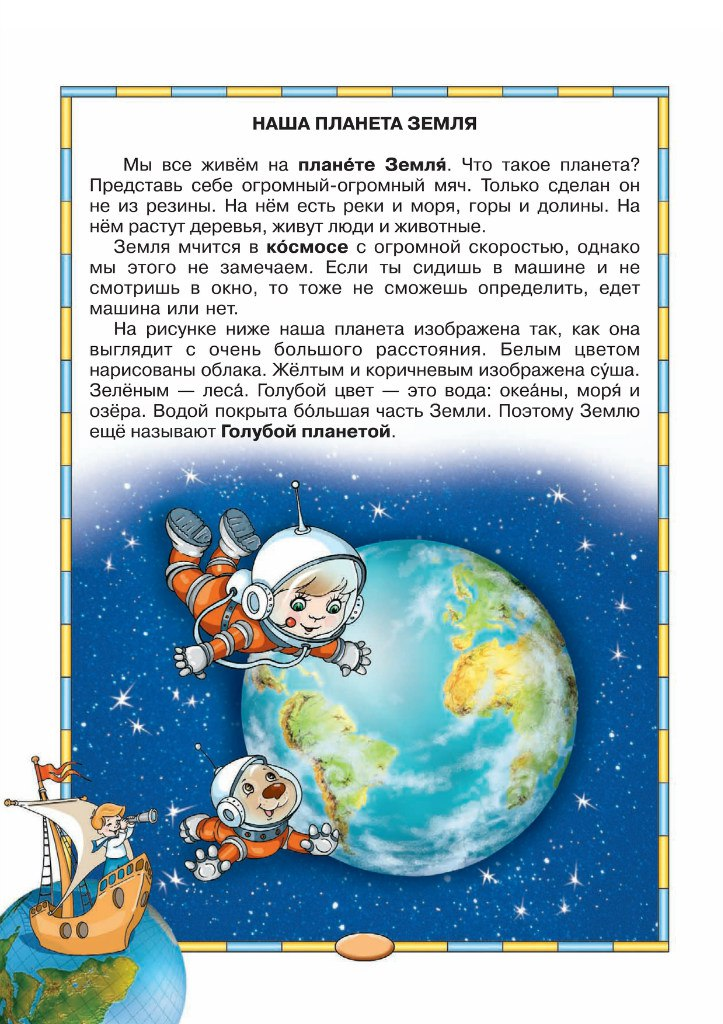 НАША ПЛАНЕТА ЗЕМЛЯ
Мы все живём на плане́те Земля́. Что такое планета?
Представь себе огромный-огромный мяч. Только сделан он
не из резины. На нём есть реки и моря, горы и долины. На
нём растут деревья, живут люди и животные.
Земля мчится в ко́смосе с огромной скоростью, однако
мы этого не замечаем. Если ты сидишь в машине и не
смотришь в окно, то тоже не сможешь определить, едет
машина или нет.
На рисунке ниже наша планета изображена так, как она
выглядит с очень большого расстояния. Белым цветом
нарисованы облака. Жёлтым и коричневым изображена су́ша.
Зелёным — леса́. Голубой цвет — это вода: океа́ны, моря́ и
озёра. Водой покрыта бо́льшая часть Земли. Поэтому Землю
ещё называют Голубой планетой.